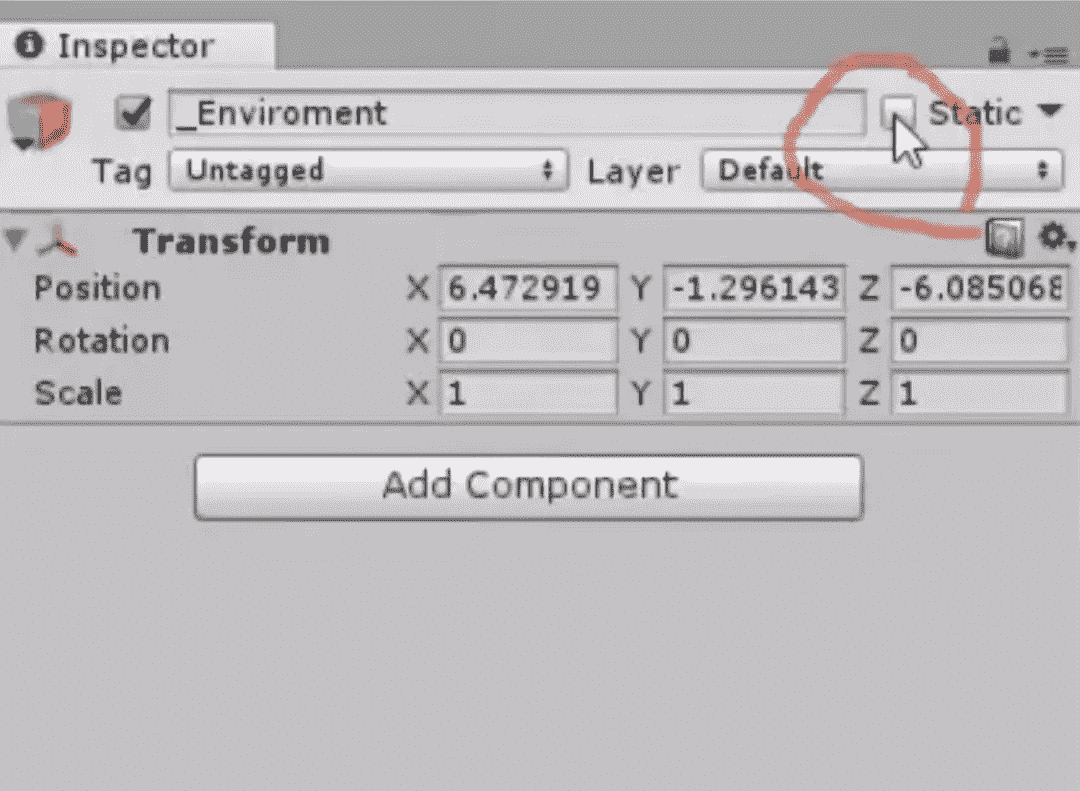 Inspector
_Enviroment Static
Tag Untagged Layer Default
Transform
Position X 6.472919 Y -1.296143 Z -6.085068
Rotation X 0 Y 0 Z 0
Scale X 1 Y 1 Z 1
Add Component